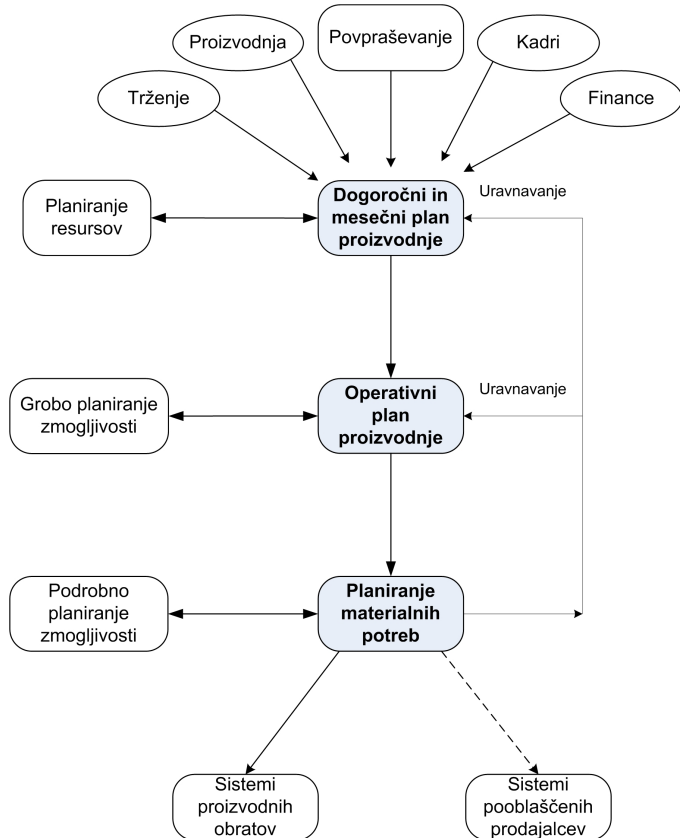 Povpraševanje
Proizvodnja
Kadri
Trženje
Finance
Planiranje
resursov
Dogoročni in
mesečni plan
proizvodnje
Uravnavanje
Grobo planiranje
zmogljivosti
Operativni
plan
proizvodnje
Uravnavanje
Podrobno
planiranje
zmogljivosti
Planiranje
materialnih
potreb
Sistemi
proizvodnih
obratov
Sistemi
pooblaščenih
prodajalcev